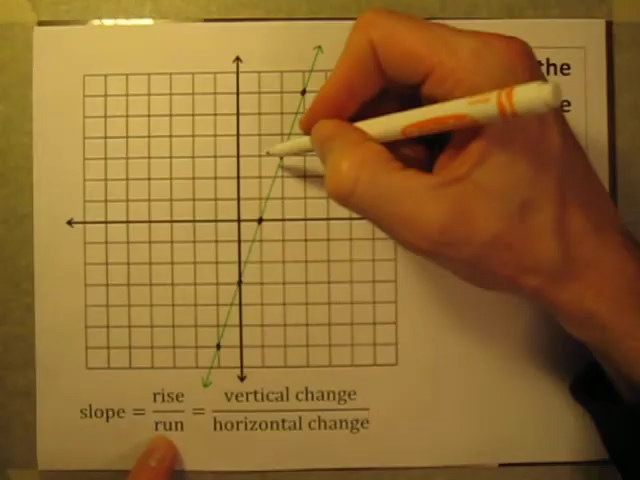 the
e
slope = rise/run = vertical change/horizontal change